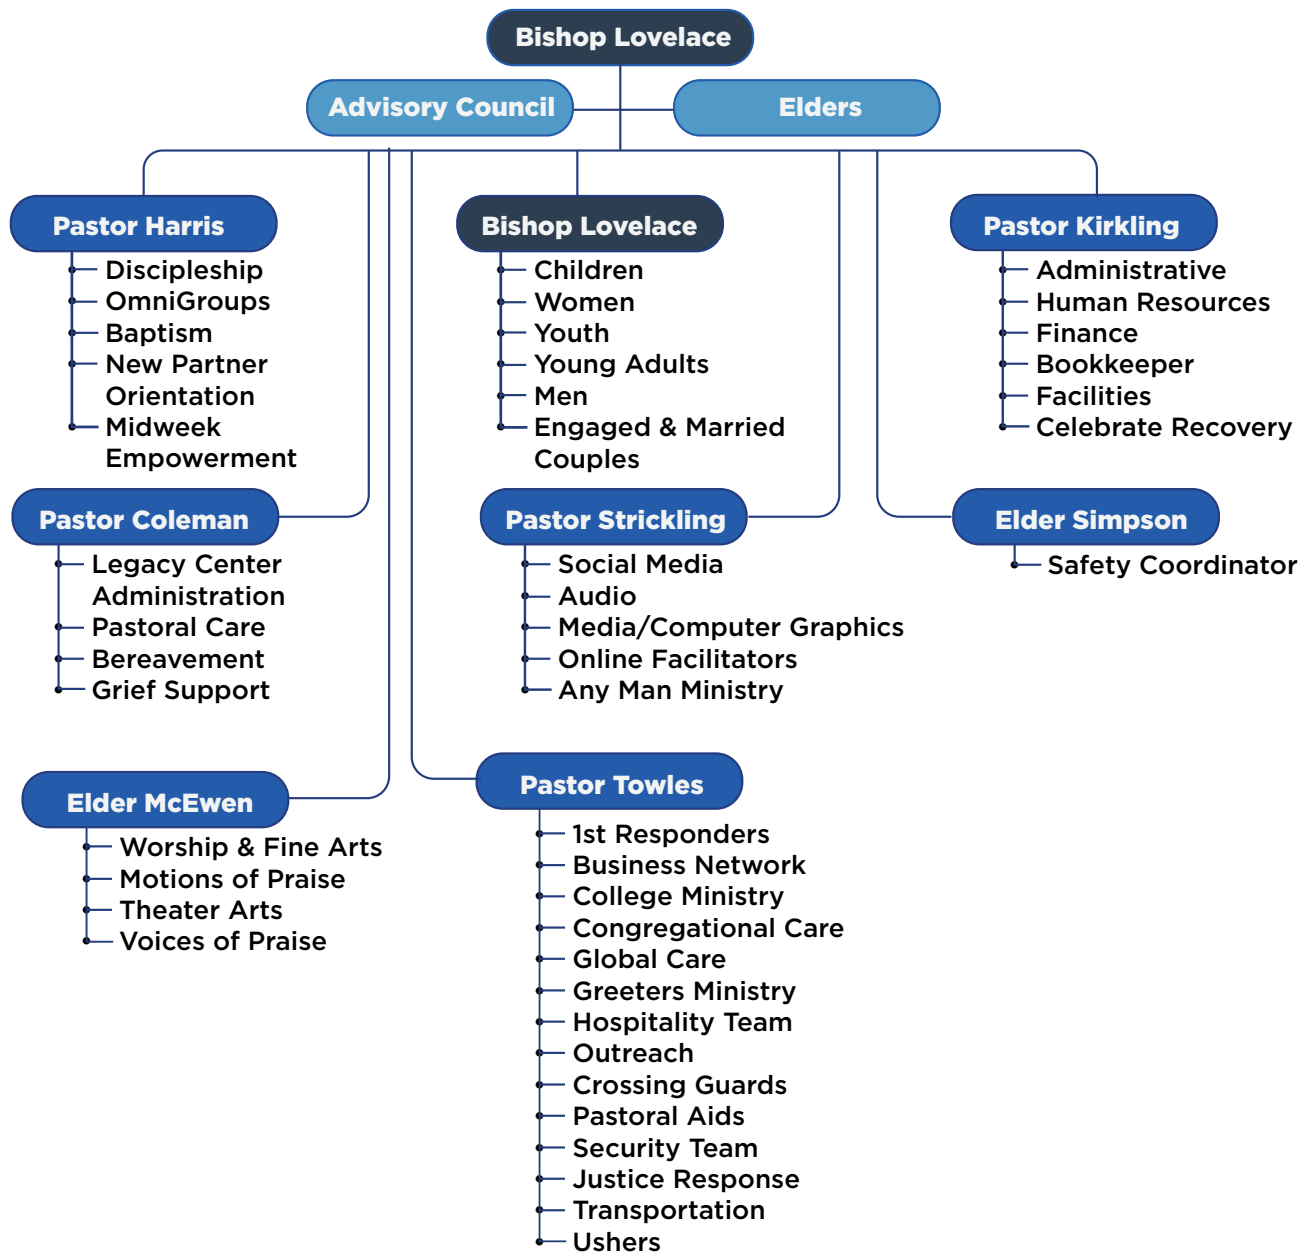 Bishop Lovelace
Advisory Council
Elders
Pastor Harris
Discipleship
OmniGroups
Baptism
New Partner
Orientation
Midweek
Empowerment
Bishop Lovelace
Children
Women
Youth
Young Adults
Men
Engaged & Married
Couples
Pastor Kirkling
Administrative
Human Resources
Finance
Bookkeeper
Facilities
Celebrate Recovery
Pastor Coleman
Legacy Center
Administration
Pastoral Care
Bereavement
Grief Support
Pastor Strickling
Social Media
Audio
Media/Computer Graphics
Online Facilitators
Any Man Ministry
Elder Simpson
Safety Coordinator
Elder McEwen
Worship & Fine Arts
Motions of Praise
Theater Arts
Voices of Praise
Pastor Towles
1st Responders
Business Network
College Ministry
Congregational Care
Global Care
Greeters Ministry
Hospitality Team
Outreach
Crossing Guards
Pastoral Aids
Security Team
Justice Response
Transportation
Ushers